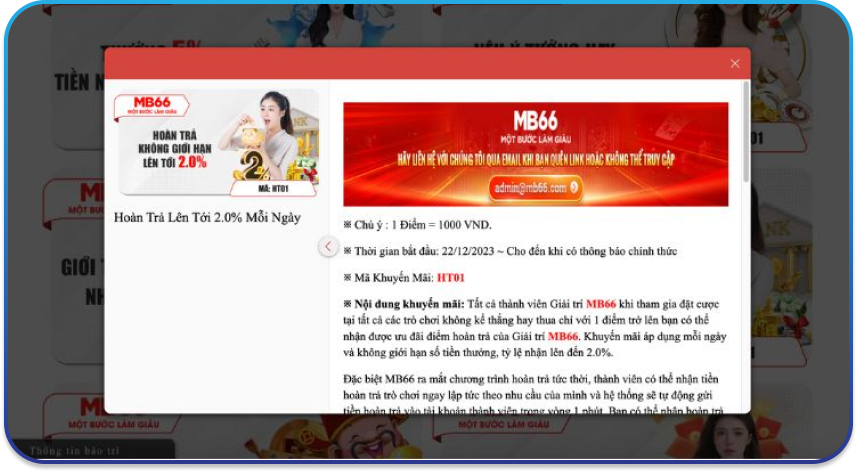 TIỀN N
01
GIỚI
NH
MB66
MỘT BƯỚC LÀM GIÀU
HOÀN TRẢ
KHÔNG GIỚI HẠN
LÊN TỚI 2.0%
MÃ: HT01
Hoàn Trả Lên Tới 2.0% Mỗi Ngày
MB66
MỘT BƯỚC LÀM GIÀU
HÃY LIÊN HỆ VỚI CHÚNG TÔI QUA EMAIL KHI BẠN QUÊN LINK HOẶC KHÔNG THỂ TRUY CẬP
admin@mb66.com
※ Chú ý : 1 Điểm = 1000 VND.
※ Thời gian bắt đầu: 22/12/2023 ~ Cho đến khi có thông báo chính thức
※ Mã Khuyến Mãi: HT01
※ Nội dung khuyến mãi: Tất cả thành viên Giải trí MB66 khi tham gia đặt cược
tại tất cả các trò chơi không kể thắng hay thua chỉ với 1 điểm trở lên bạn có thể
nhận được ưu đãi điểm hoàn trả của Giải trí MB66. Khuyến mãi áp dụng mỗi ngày
và không giới hạn số tiền thưởng, tỷ lệ nhận lên đến 2.0%.
Đặc biệt MB66 ra mắt chương trình hoàn trả tức thời, thành viên có thể nhận tiền
hoàn trả trò chơi ngay lập tức theo nhu cầu của mình và hệ thống sẽ tự động gửi
tiền hoàn trả vào tài khoản thành viên trong vòng 1 phút. Bạn có thể nhận hoàn trả
MỘT BƯỚC LÀM GIÀU
MỘT BƯỚC LÀM GIÀU
Thông tin bảo trì